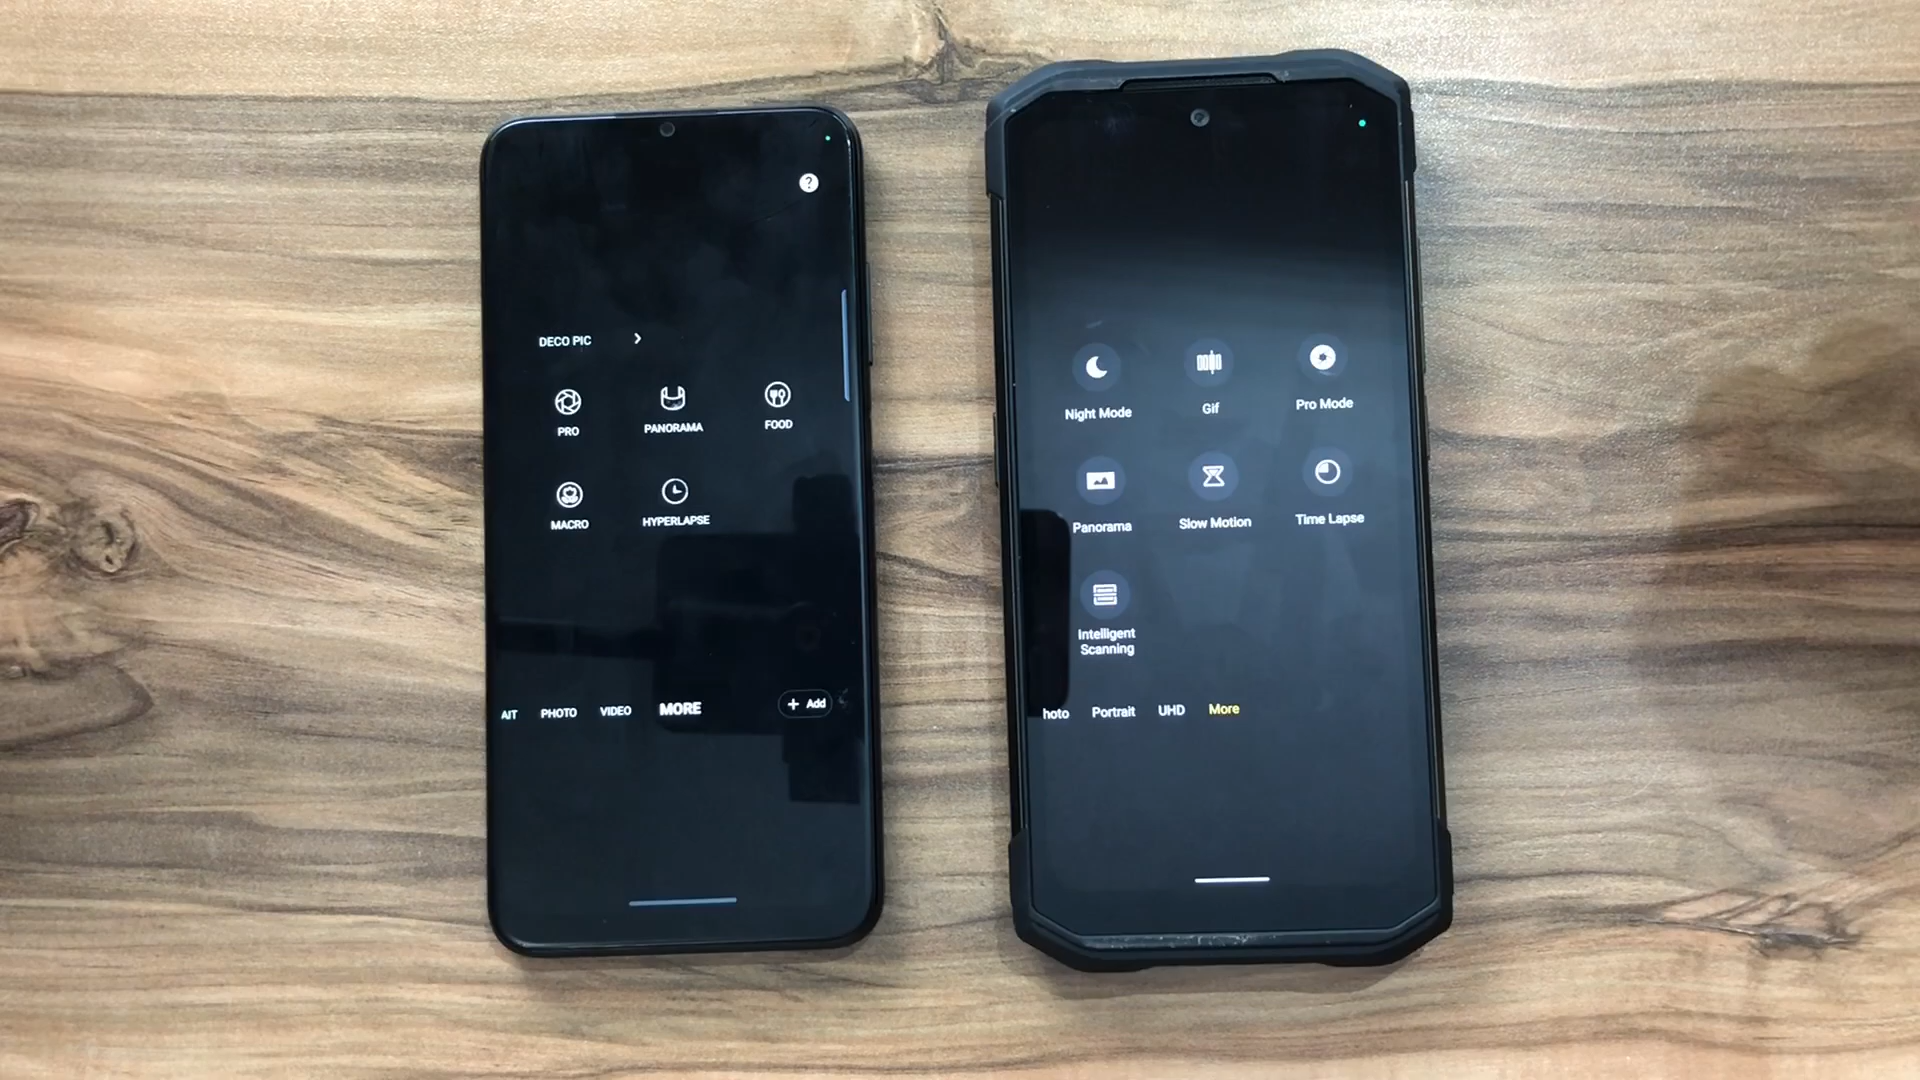 ?
DECO PIC
PRO
PANORAMA
FOOD
MACRO
HYPERLAPSE
AIT
PHOTO
VIDEO
MORE
+ Add
Night Mode
Gif
Pro Mode
Panorama
Slow Motion
Time Lapse
Intelligent
Scanning
hoto
Portrait
UHD
More